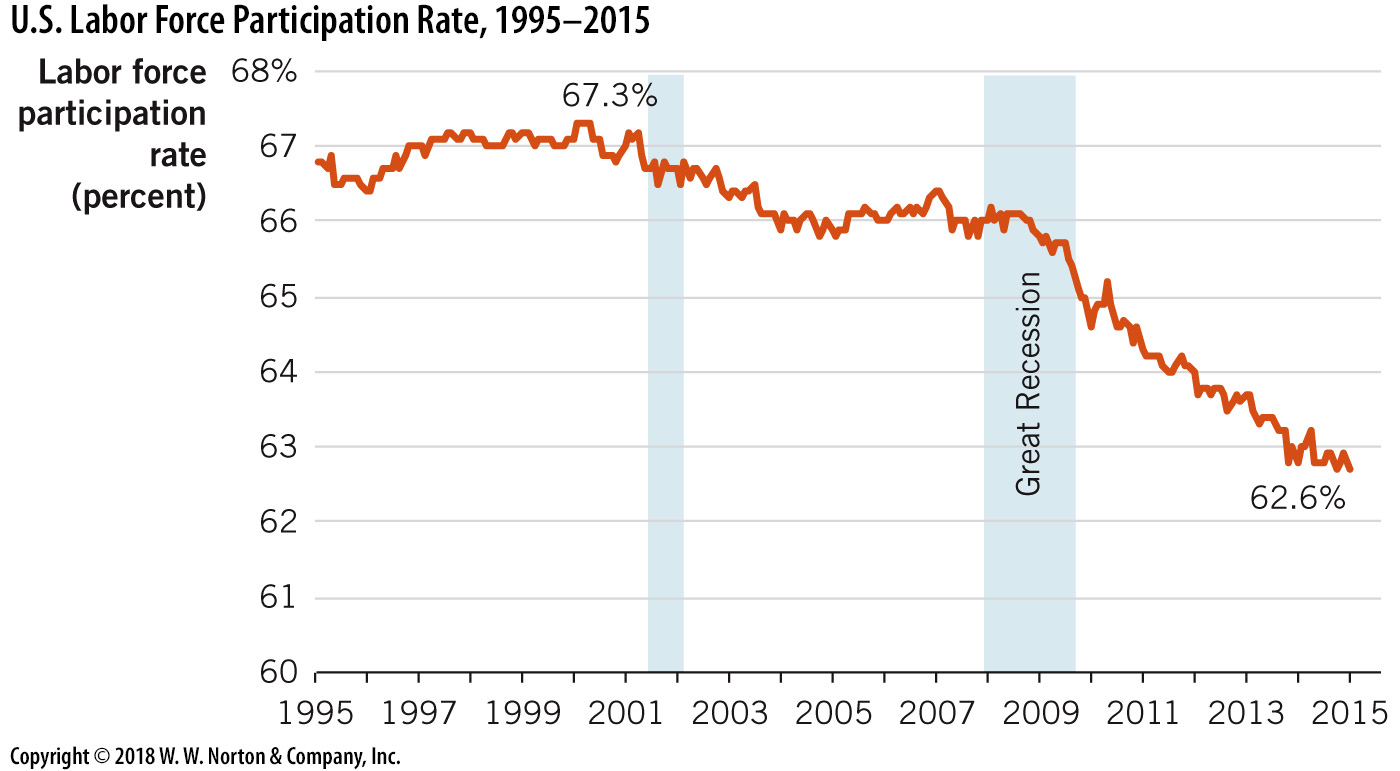 U.S. Labor Force Participation Rate, 1995–2015
Labor force
participation
rate
(percent)
68%
67
66
65
64
63
62
61
60
67.3%
Great Recession
62.6%
1995 1997 1999 2001 2003 2005 2007 2009 2011 2013 2015
Copyright © 2018 W. W. Norton & Company, Inc.